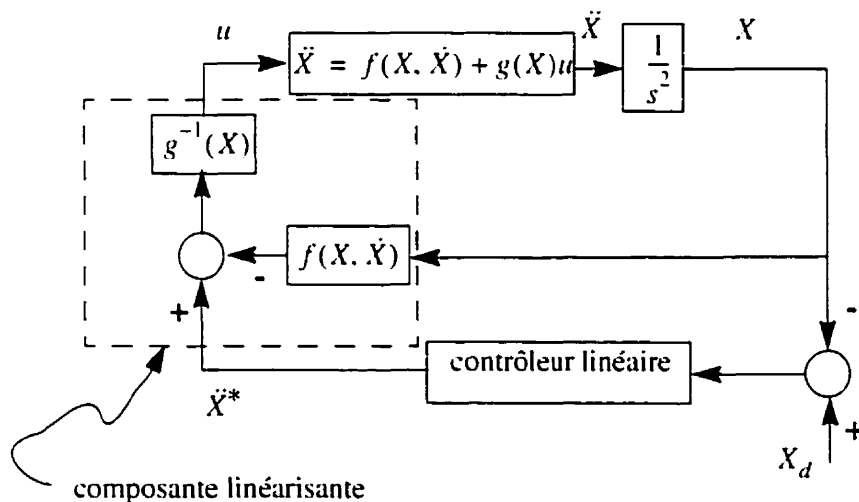 u
Ẍ = f(X, Ẋ) + g(X)u
Ẍ
1
s²
X
g⁻¹(X)
f(X, Ẋ)
-
+
-
contrôleur linéaire
Ẍ*
+
X_d
composante linéarisante